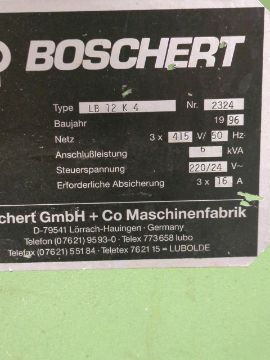 BOSCHERT
Type LB 12 K 4 Nr. 2324
Baujahr 19 96
Netz 3 x 415 V/ 50 Hz
Anschlußleistung 6 kVA
Steuerspannung 220/24 V~
Erforderliche Absicherung 3 x 16 A
chert GmbH + Co Maschinenfabrik
D-79541 Lörrach-Hauingen · Germany
Telefon (07621) 9593-0 · Telex 773658 lubo
Telefax (07621) 55184 · Teletex 762115 = LUBOLDE